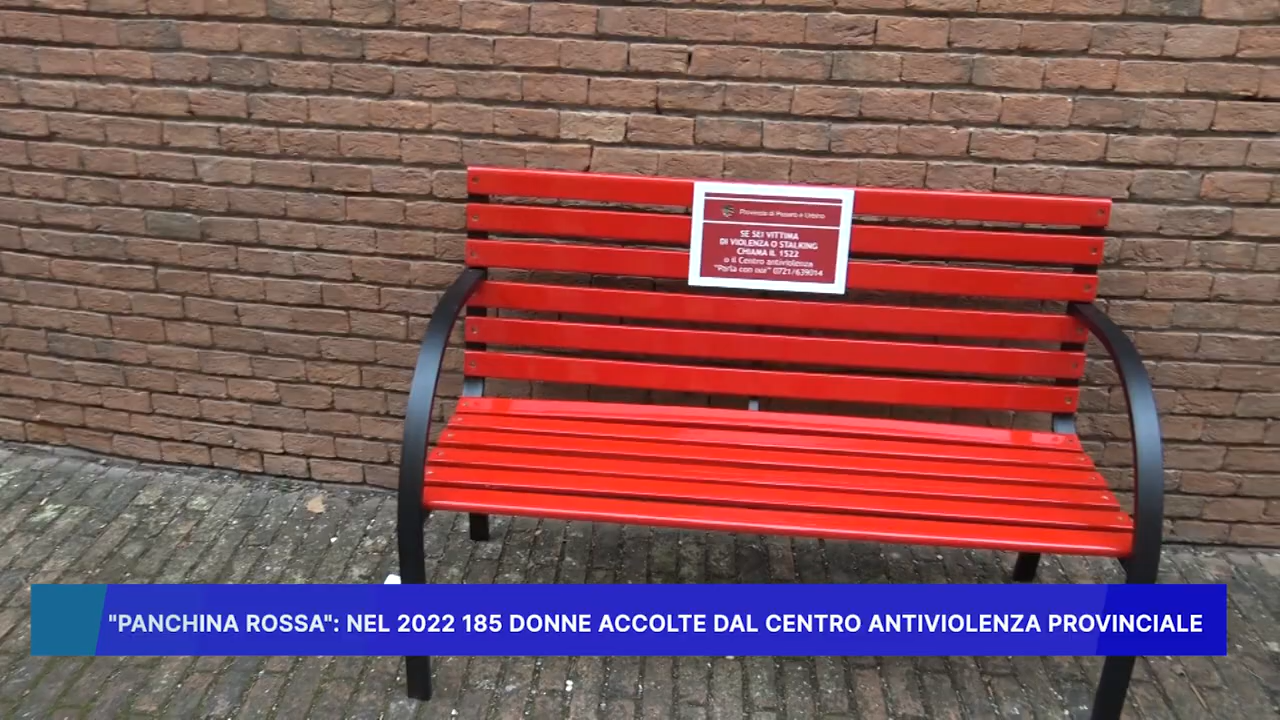 Provincia di Pesaro e Urbino
SE SEI VITTIMA
DI VIOLENZA O STALKING
CHIAMA IL 1522
o il Centro antiviolenza
"Parla con noi" 0721/639014
"PANCHINA ROSSA": NEL 2022 185 DONNE ACCOLTE DAL CENTRO ANTIVIOLENZA PROVINCIALE